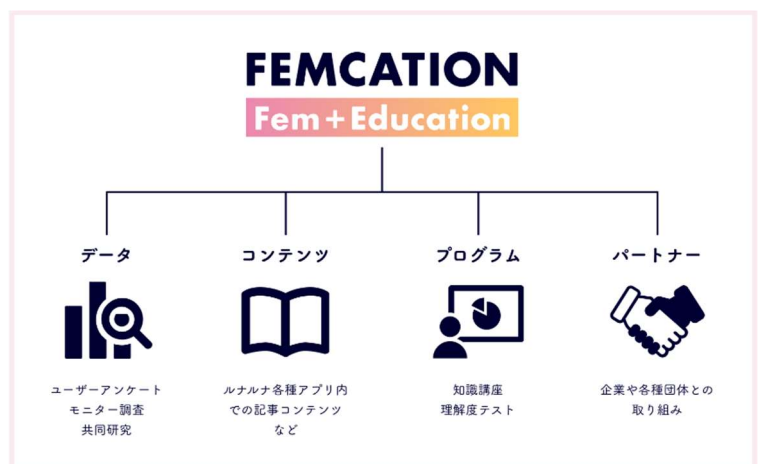 FEMCATION
Fem+Education
データ
コンテンツ
プログラム
パートナー
ユーザーアンケート
モニター調査
共同研究
ルナルナ各種アプリ内
での記事コンテンツ
など
知識講座
理解度テスト
企業や各種団体との
取り組み